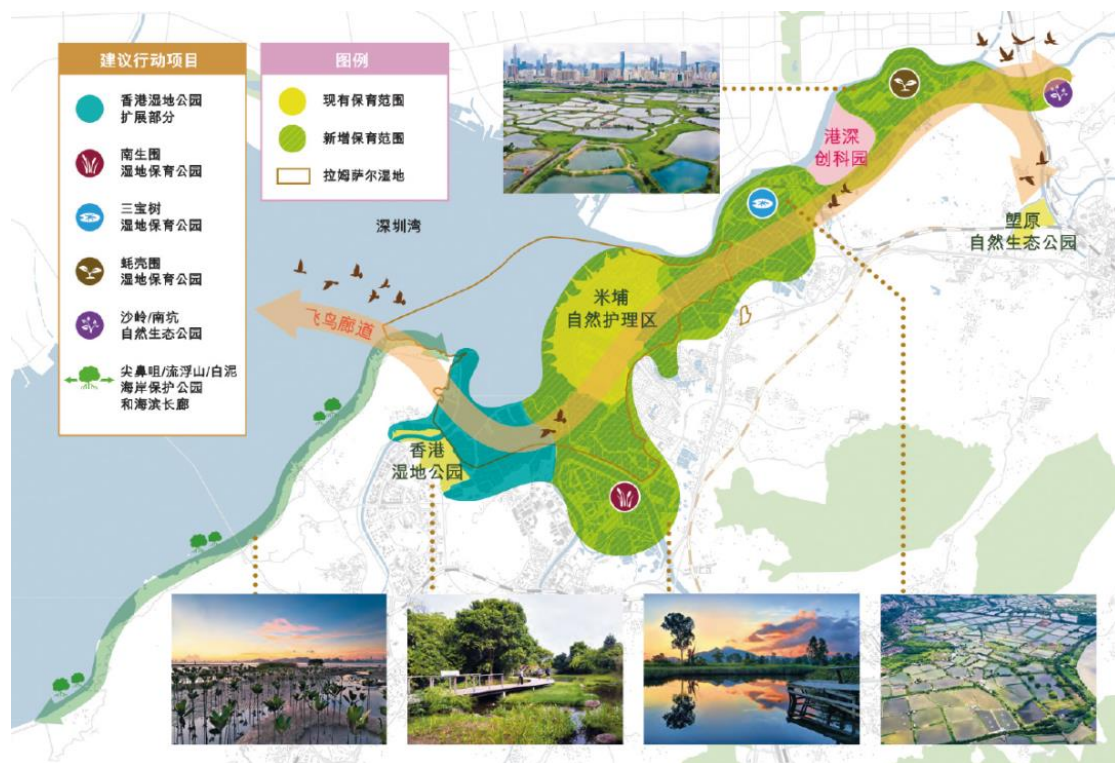 建议行动项目
香港湿地公园
扩展部分
南生围
湿地保育公园
三宝树
湿地保育公园
蚝壳围
湿地保育公园
沙岭/南坑
自然生态公园
尖鼻咀/流浮山/白泥
海岸保护公园
和海滨长廊
图例
现有保育范围
新增保育范围
拉姆萨尔湿地
深圳湾
港深
创科园
塱原
自然生态公园
米埔
自然护理区
飞鸟廊道
香港
湿地公园